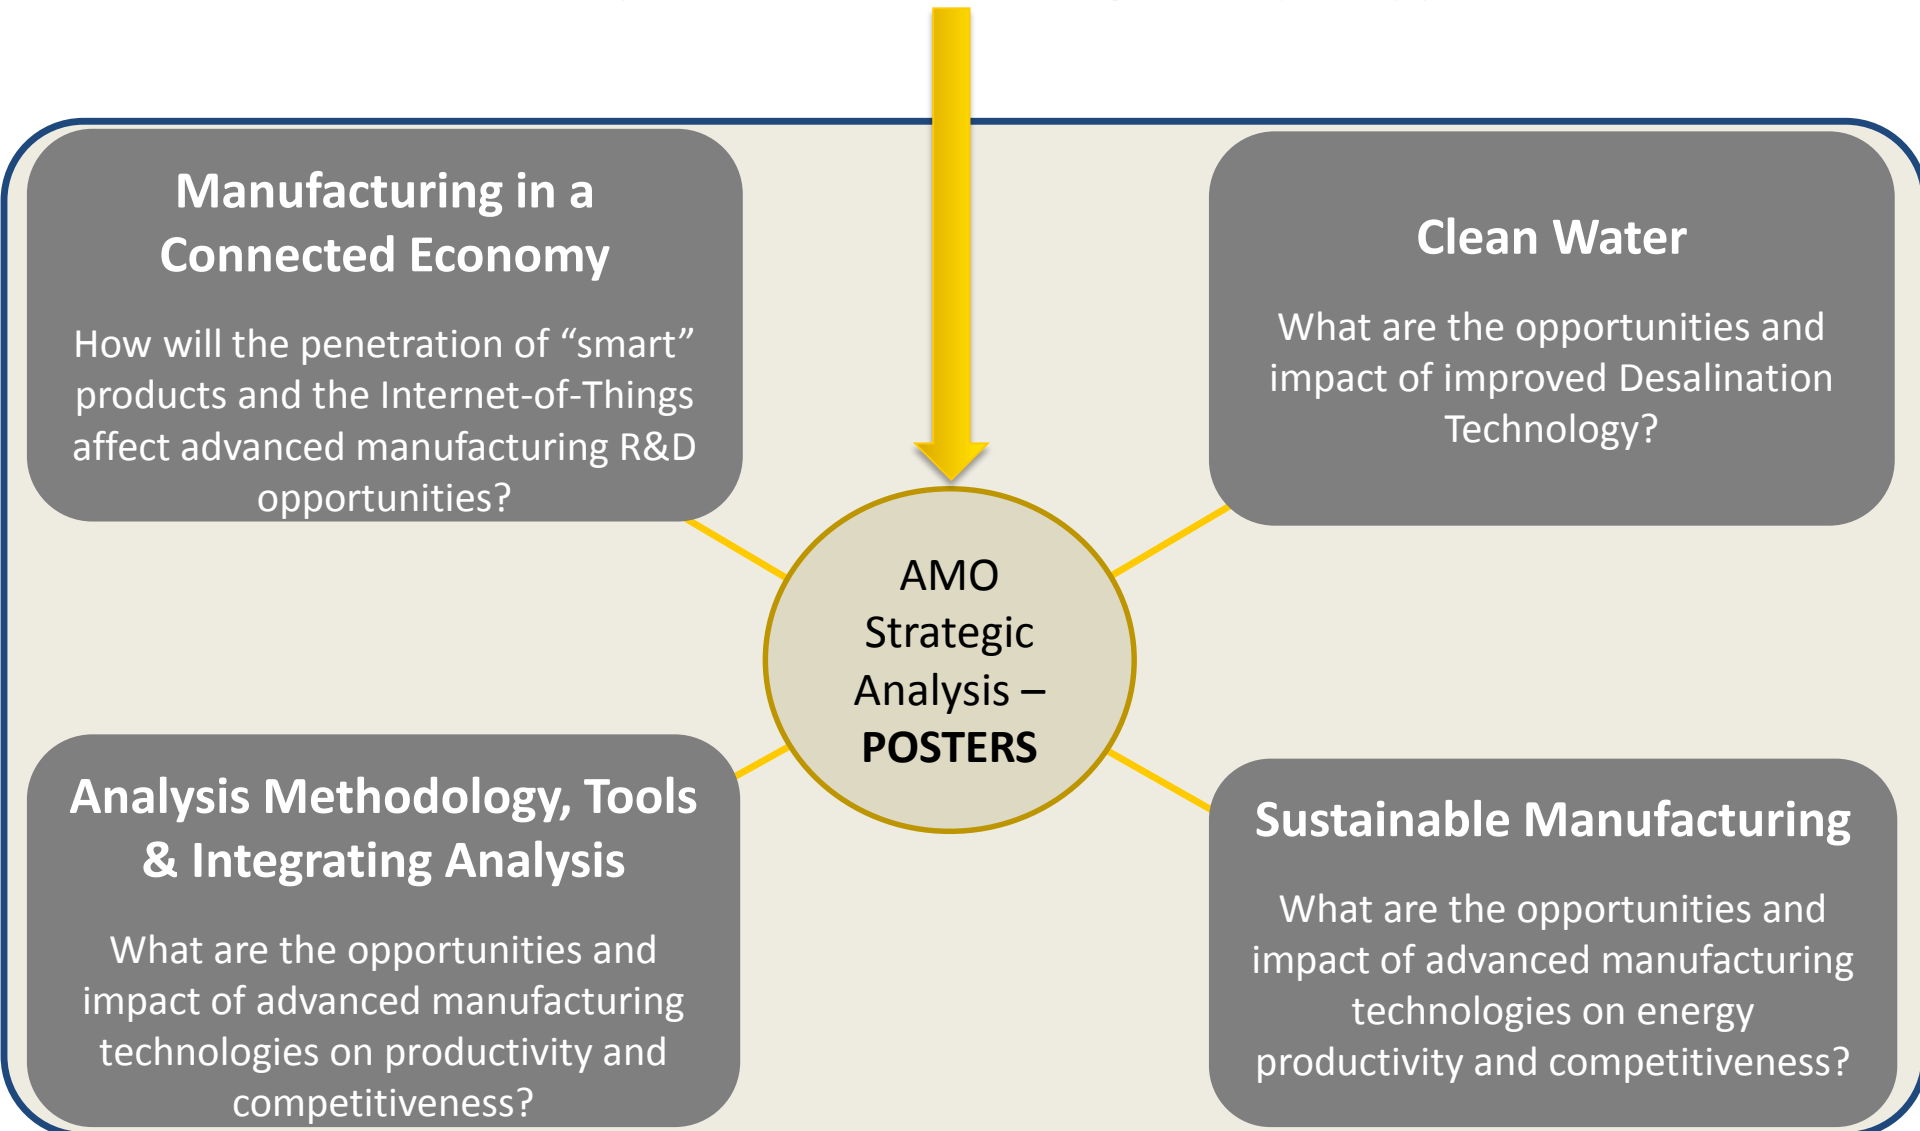 Manufacturing in a
Connected Economy
How will the penetration of “smart”
products and the Internet-of-Things
affect advanced manufacturing R&D
opportunities?
Clean Water
What are the opportunities and
impact of improved Desalination
Technology?
AMO
Strategic
Analysis –
POSTERS
Analysis Methodology, Tools
& Integrating Analysis
What are the opportunities and
impact of advanced manufacturing
technologies on productivity and
competitiveness?
Sustainable Manufacturing
What are the opportunities and
impact of advanced manufacturing
technologies on energy
productivity and competitiveness?